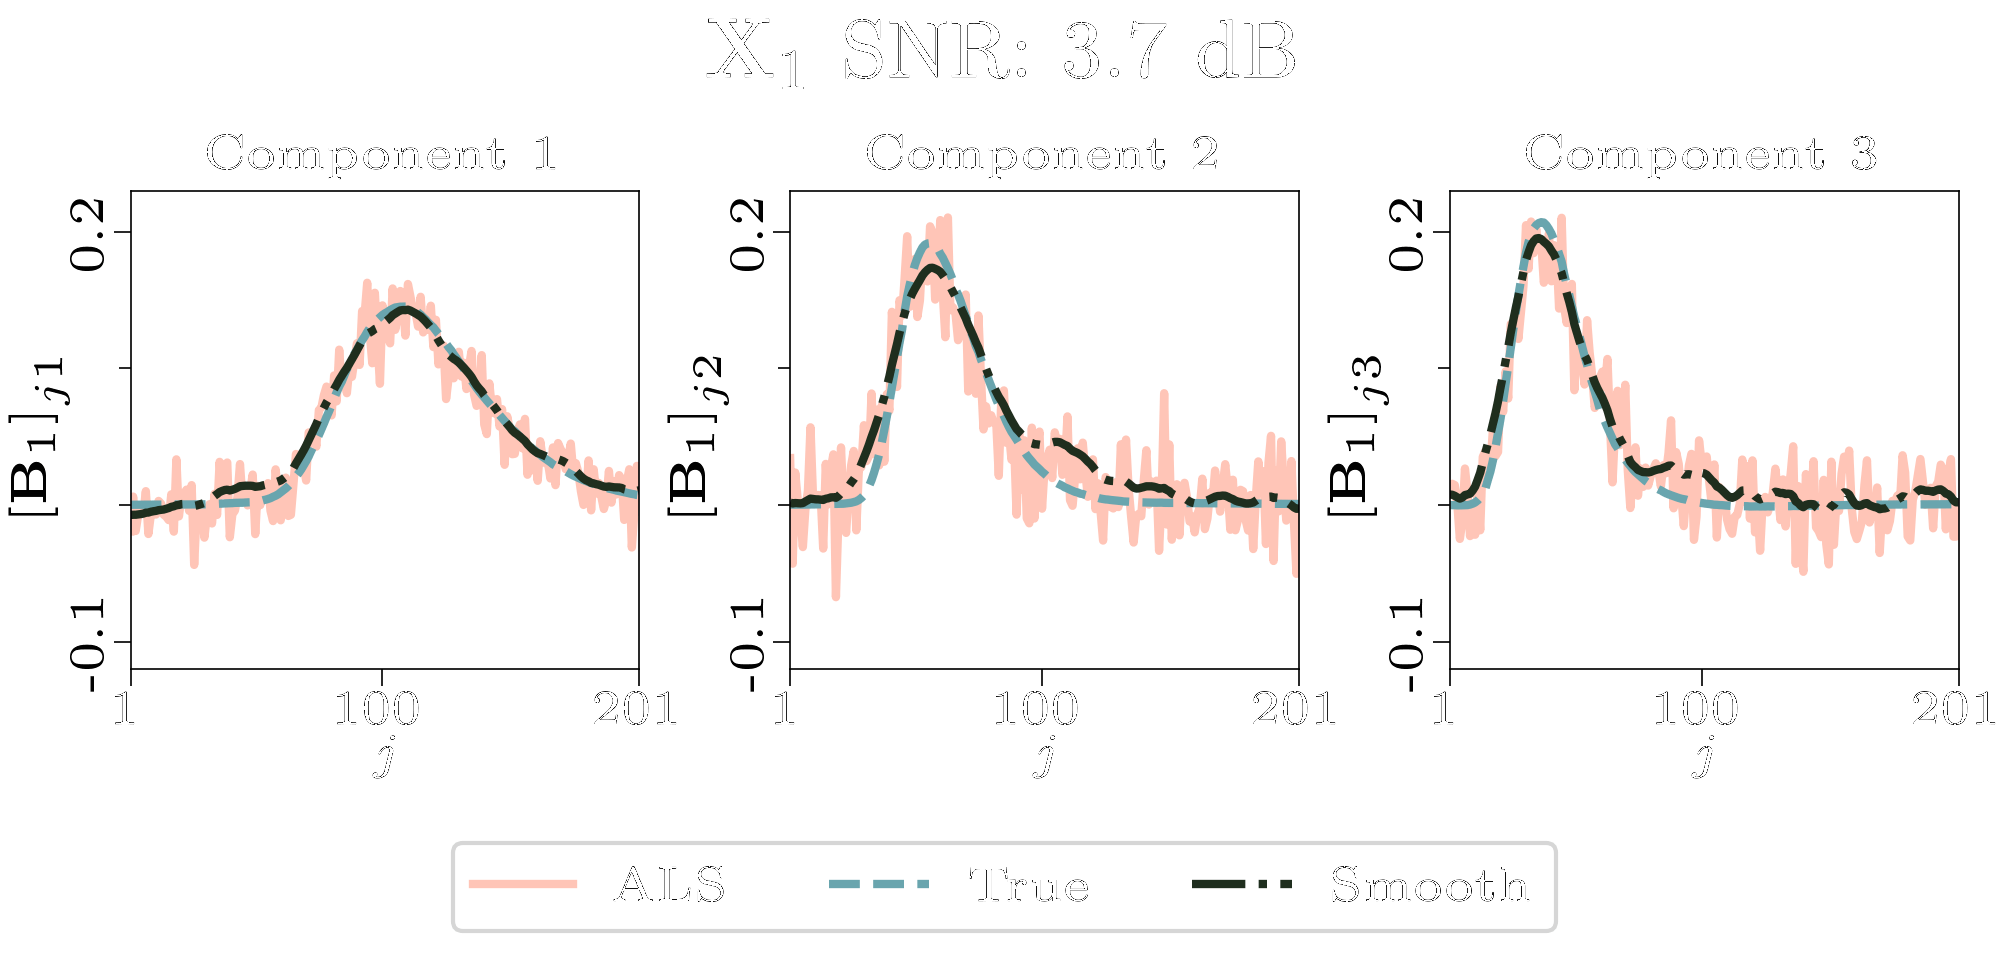 X₁ SNR: 3.7 dB
Component 1
0.2
-0.1
[B₁]ⱼ₁
1 100 201
j
Component 2
0.2
-0.1
[B₁]ⱼ₂
1 100 201
j
Component 3
0.2
-0.1
[B₁]ⱼ₃
1 100 201
j
ALS True Smooth